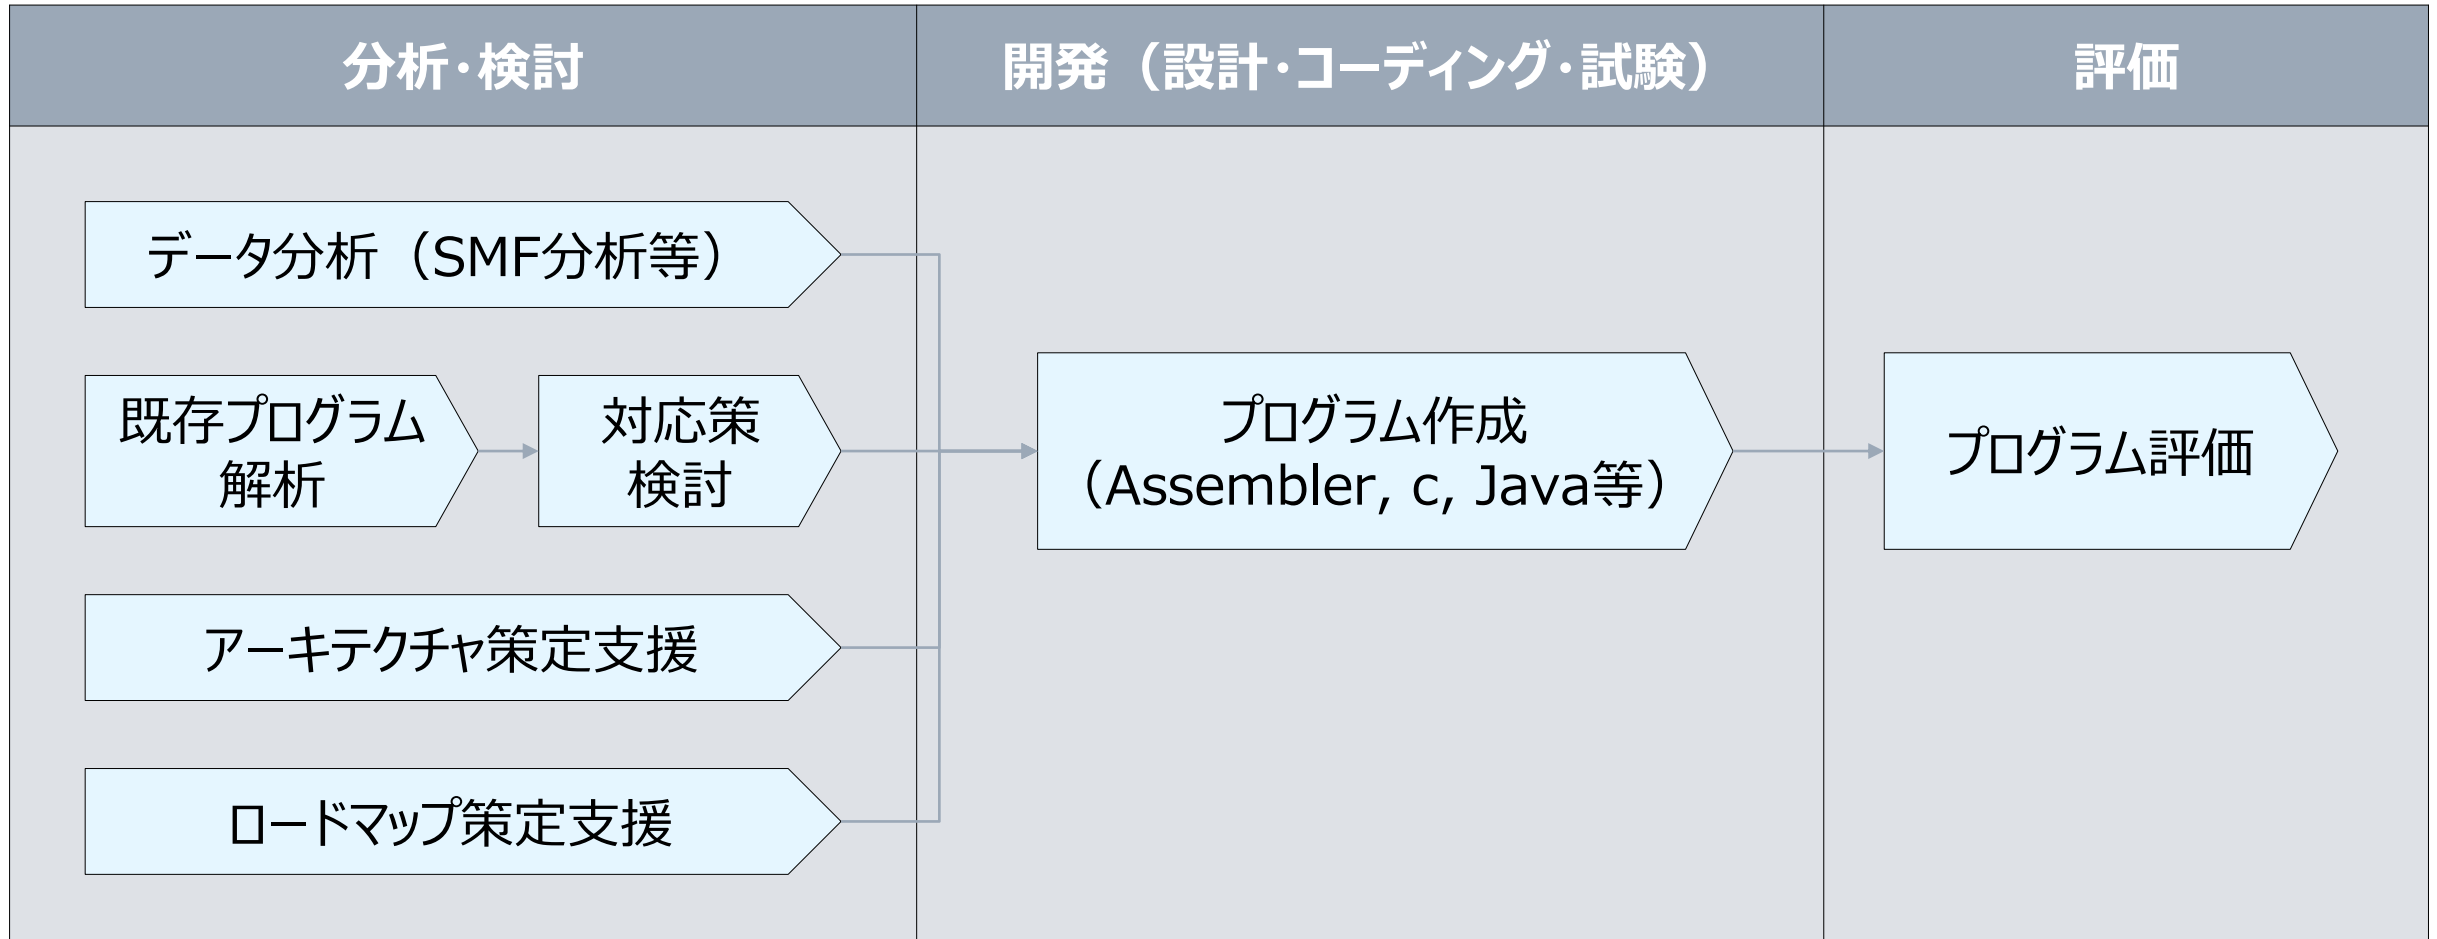 分析・検討
開発（設計・コーディング・試験）
評価
データ分析（SMF分析等）
既存プログラム
解析
対応策
検討
アーキテクチャ策定支援
ロードマップ策定支援
プログラム作成
（Assembler, c, Java等）
プログラム評価